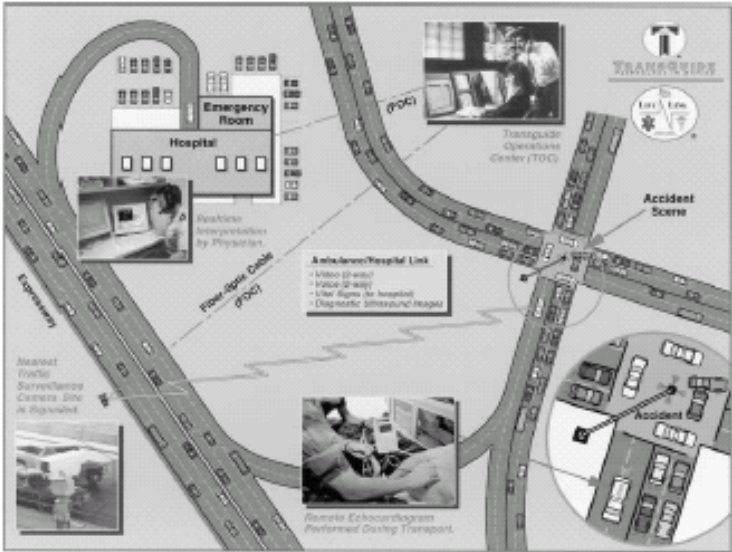 TRANSGUIDE
LIFE LINK
(FOC)
Emergency
Room
Hospital
Transguide
Operations
Center (TOC).
Accident
Scene
Realtime
Interpretation
by Physician.
Fiber-optic Cable
(FOC)
Ambulance/Hospital Link
- Video (2-way)
- Voice (2-way)
- Vital Signs (to hospital)
- Diagnostic Ultrasound Images
Expressway
Nearest
Traffic
Surveillance
Camera Site
is Signaled.
Accident
Remote Echocardiogram
Performed During Transport.